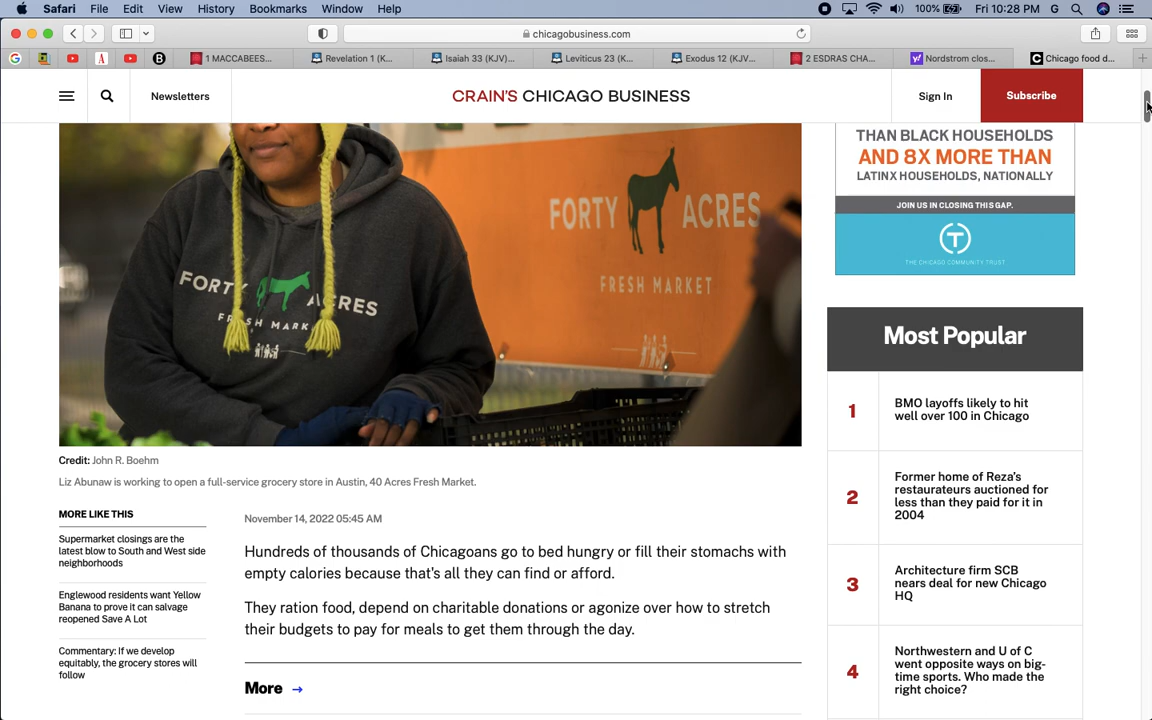 Safari File Edit View History Bookmarks Window Help 100% Fri 10:28 PM G
chicagobusiness.com
1 MACCABEES... Revelation 1 (K... Isaiah 33 (KJV)... Leviticus 23 (K... Exodus 12 (KJV... 2 ESDRAS CHA... Nordstrom clos... Chicago food d...
Newsletters
CRAIN'S CHICAGO BUSINESS
Sign In
Subscribe
FORTY ACRES
FRESH MARKET
FORTY ACRES
FRESH MARK
THAN BLACK HOUSEHOLDS
AND 8X MORE THAN
LATINX HOUSEHOLDS, NATIONALLY
JOIN US IN CLOSING THIS GAP.
THE CHICAGO COMMUNITY TRUST
Credit: John R. Boehm
Liz Abunaw is working to open a full-service grocery store in Austin, 40 Acres Fresh Market.
MORE LIKE THIS
Supermarket closings are the
latest blow to South and West side
neighborhoods
Englewood residents want Yellow
Banana to prove it can salvage
reopened Save A Lot
Commentary: If we develop
equitably, the grocery stores will
follow
November 14, 2022 05:45 AM
Hundreds of thousands of Chicagoans go to bed hungry or fill their stomachs with
empty calories because that's all they can find or afford.
They ration food, depend on charitable donations or agonize over how to stretch
their budgets to pay for meals to get them through the day.
More →
Most Popular
1
BMO layoffs likely to hit
well over 100 in Chicago
2
Former home of Reza's
restaurateurs auctioned for
less than they paid for it in
2004
3
Architecture firm SCB
nears deal for new Chicago
HQ
4
Northwestern and U of C
went opposite ways on big-
time sports. Who made the
right choice?